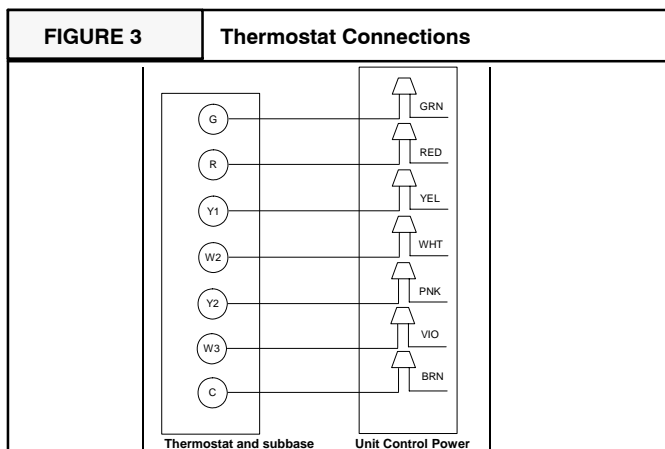 FIGURE 3 Thermostat Connections
G GRN
R RED
Y1 YEL
W2 WHT
Y2 PNK
W3 VIO
C BRN
Thermostat and subbase Unit Control Power